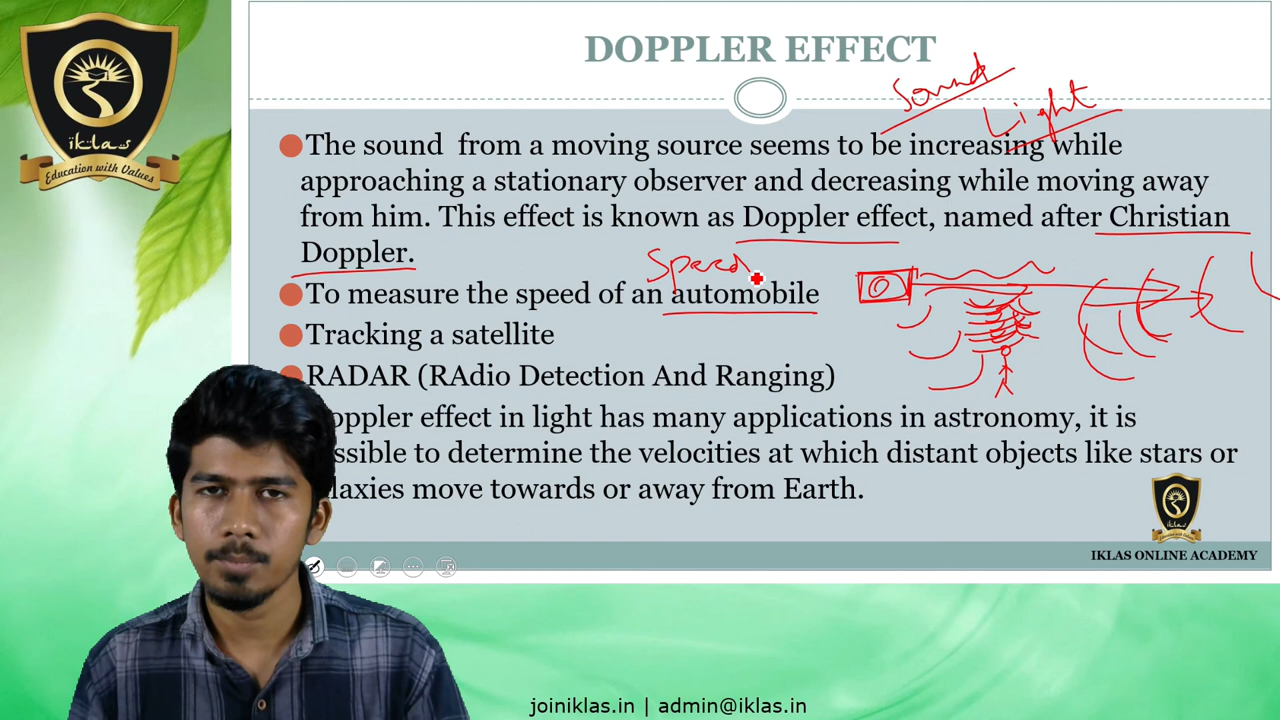 iklas
Education with Values
DOPPLER EFFECT
Sound
Light
The sound from a moving source seems to be increasing while
approaching a stationary observer and decreasing while moving away
from him. This effect is known as Doppler effect, named after Christian
Doppler.
Speed
To measure the speed of an automobile
Tracking a satellite
RADAR (RAdio Detection And Ranging)
oppler effect in light has many applications in astronomy, it is
ssible to determine the velocities at which distant objects like stars or
laxies move towards or away from Earth.
IKLAS ONLINE ACADEMY
joiniklas.in | admin@iklas.in